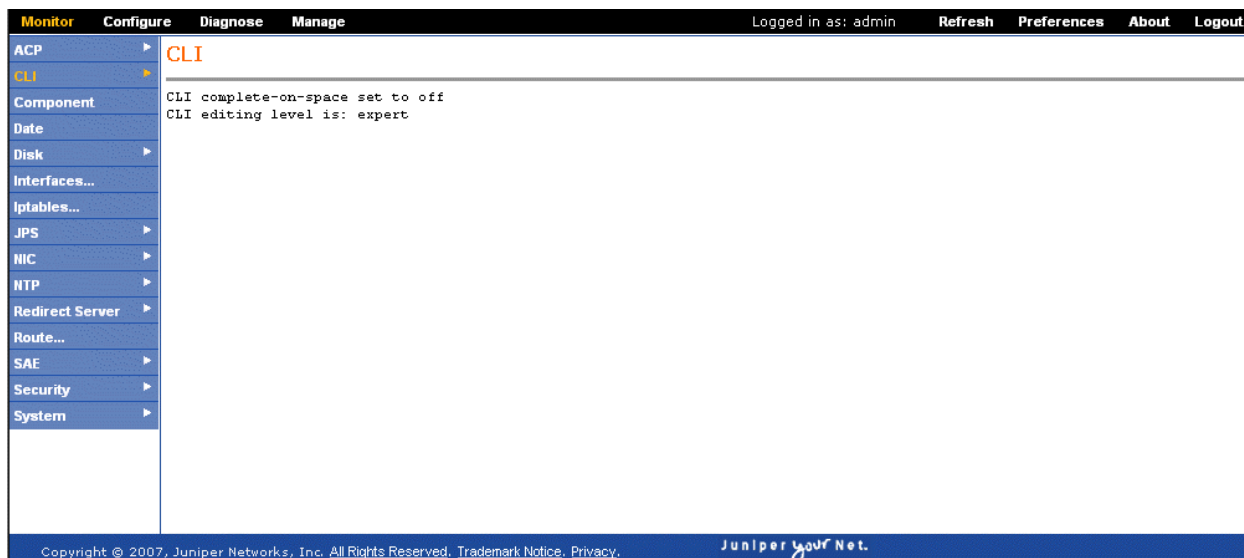 Monitor Configure Diagnose Manage Logged in as: admin Refresh Preferences About Logout
ACP
CLI
Component
Date
Disk
Interfaces...
Iptables...
JPS
NIC
NTP
Redirect Server
Route...
SAE
Security
System
CLI
CLI complete-on-space set to off
CLI editing level is: expert
Copyright © 2007, Juniper Networks, Inc. All Rights Reserved. Trademark Notice. Privacy.
Juniper your Net.